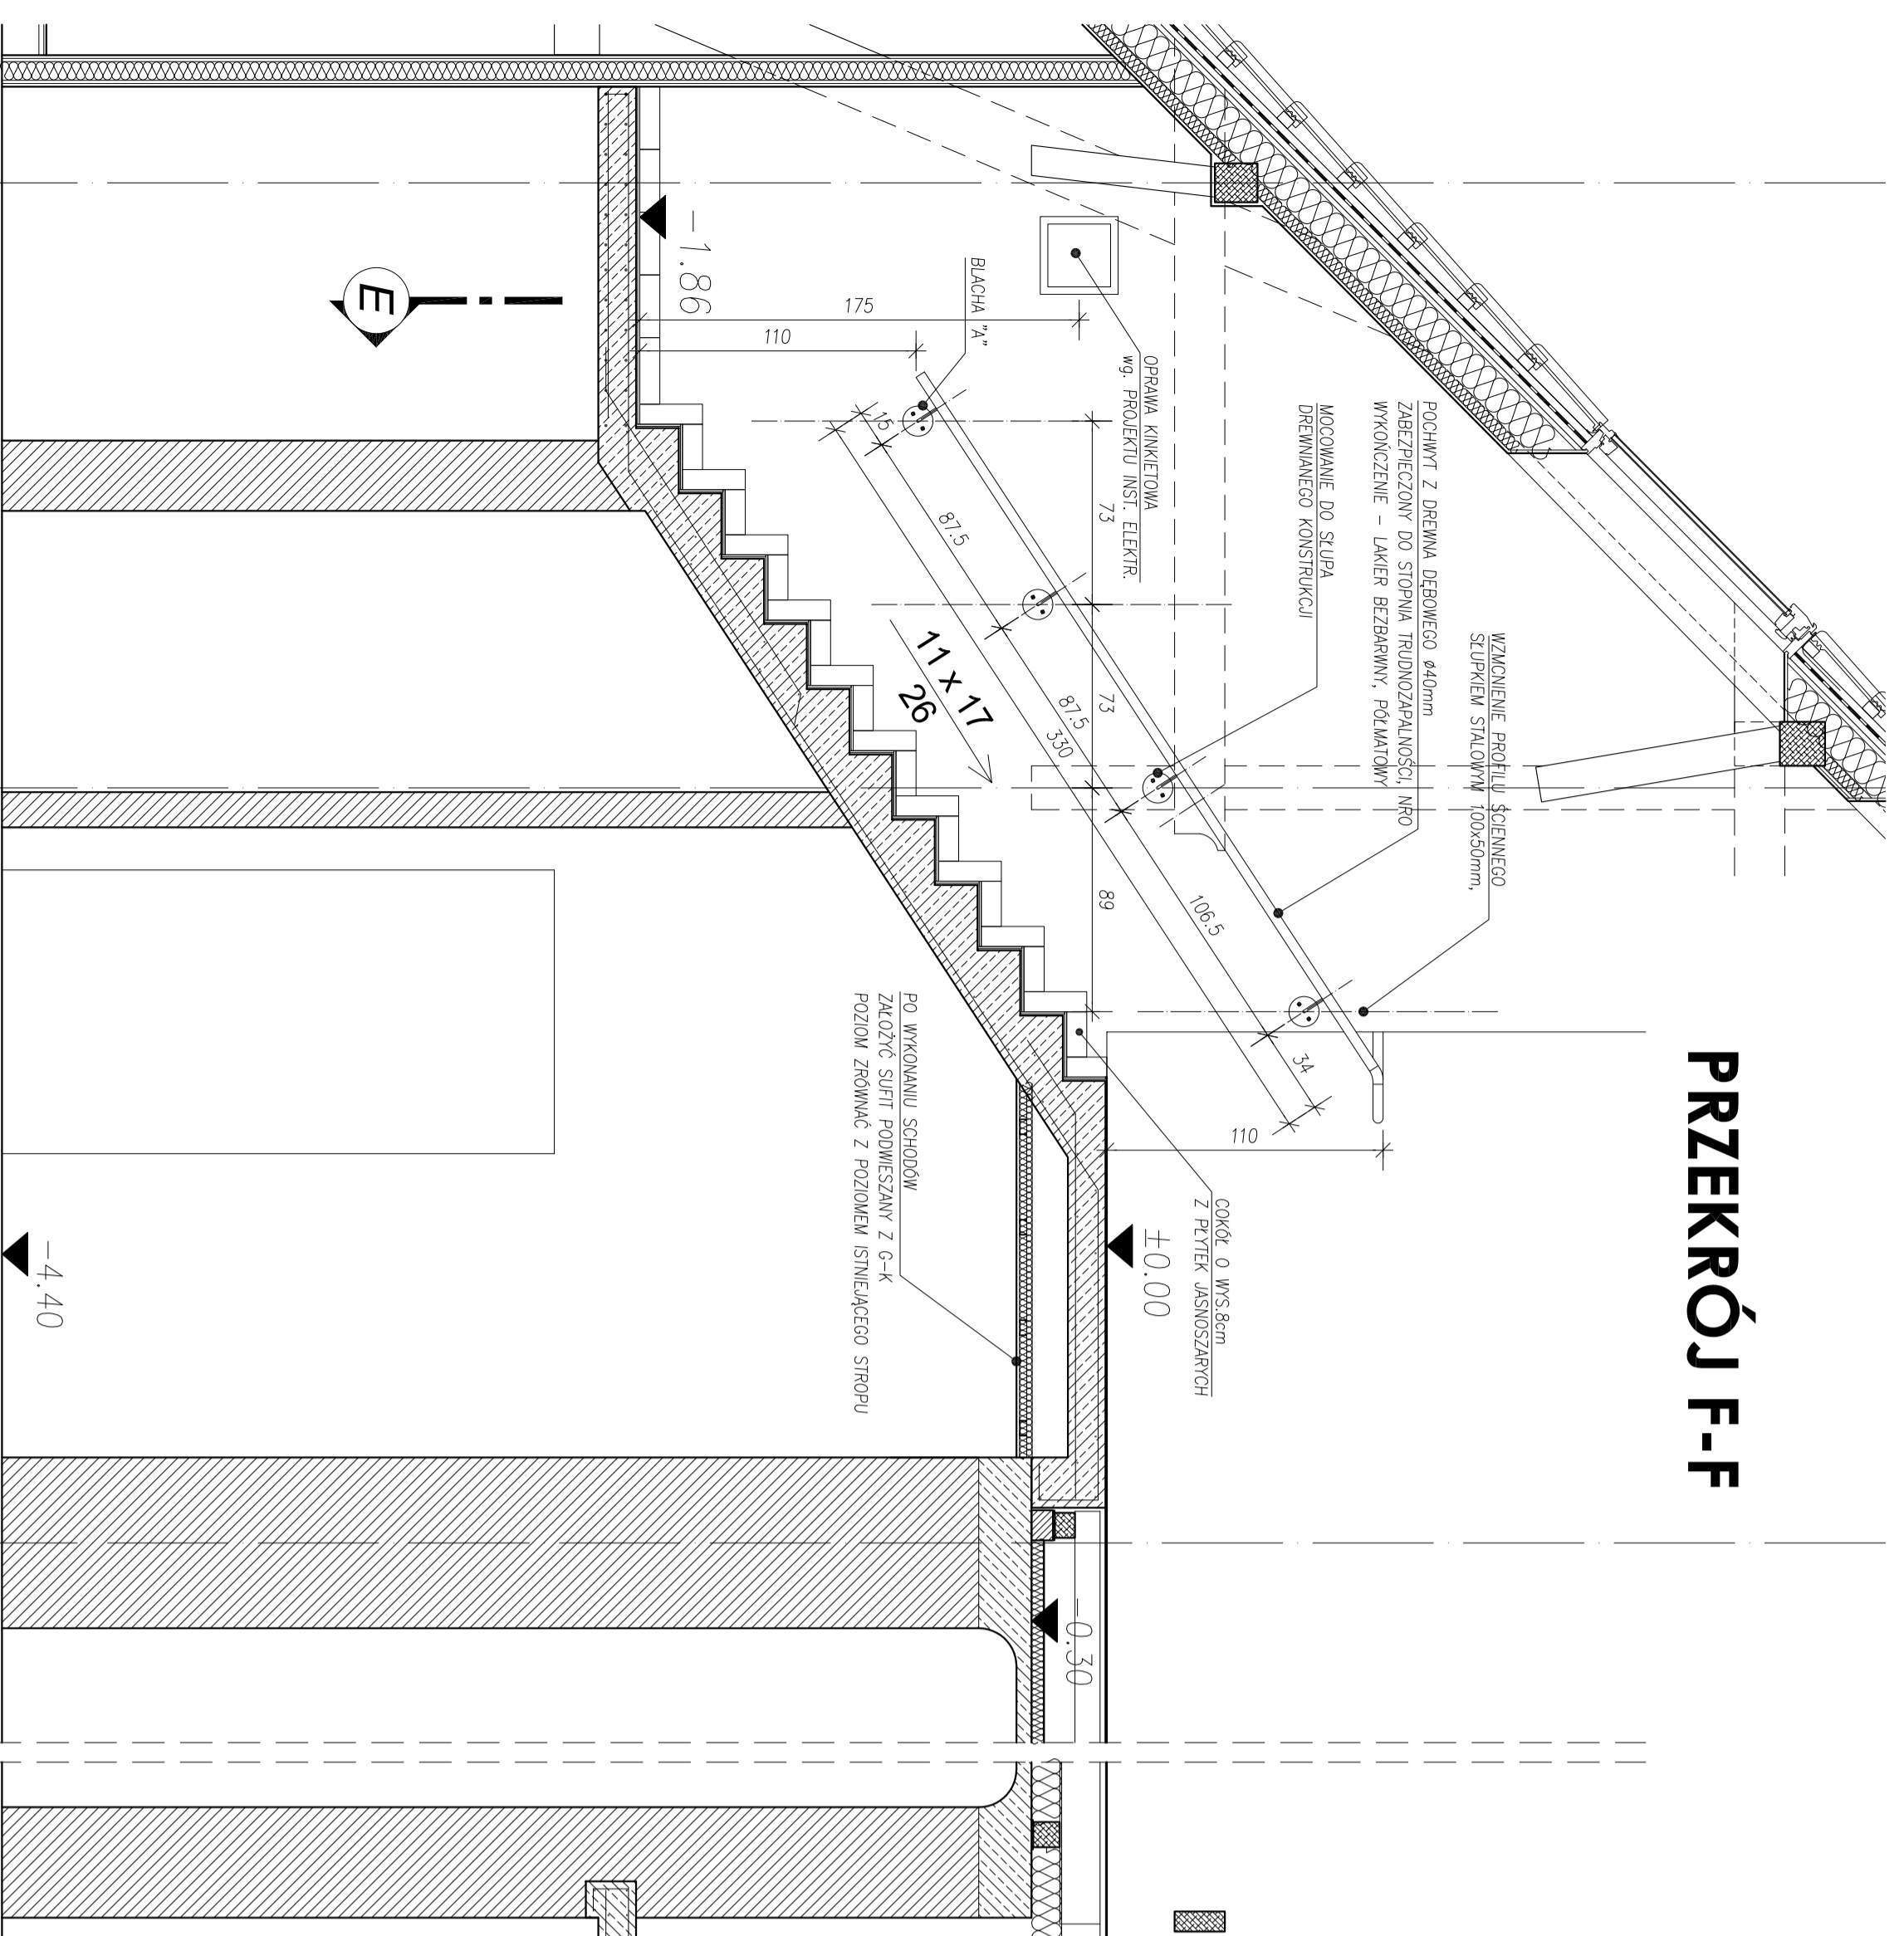 PRZEKRÓJ F-F
WZMOCNIENIE PROFILU ŚCIENNEGO
SŁUPKIEM STALOWYM 100x50mm,
POCHWYT Z DREWNA DĘBOWEGO ø40mm
ZABEZPIECZONY DO STOPNIA TRUDNOZAPALNOŚCI, NRO
WYKOŃCZENIE - LAKIER BEZBARWNY, PÓŁMATOWY
MOCOWANIE DO SŁUPA
DREWNIANEGO KONSTRUKCJI
OPRAWA KINKIETOWA
wg. PROJEKTU INST. ELEKTR.
BLACHA "A"
175
110
73
73
89
15
87.5
87.5
106.5
34
330
110
11 x 17
26
COKÓŁ O WYS.8cm
Z PŁYTEK JASNOSZARYCH
±0.00
-0.30
-1.86
PO WYKONANIU SCHODÓW
ZAŁOŻYĆ SUFIT PODWIESZANY Z G-K
POZIOM ZRÓWNAĆ Z POZIOMEM ISTNIEJĄCEGO STROPU
E
-4.40